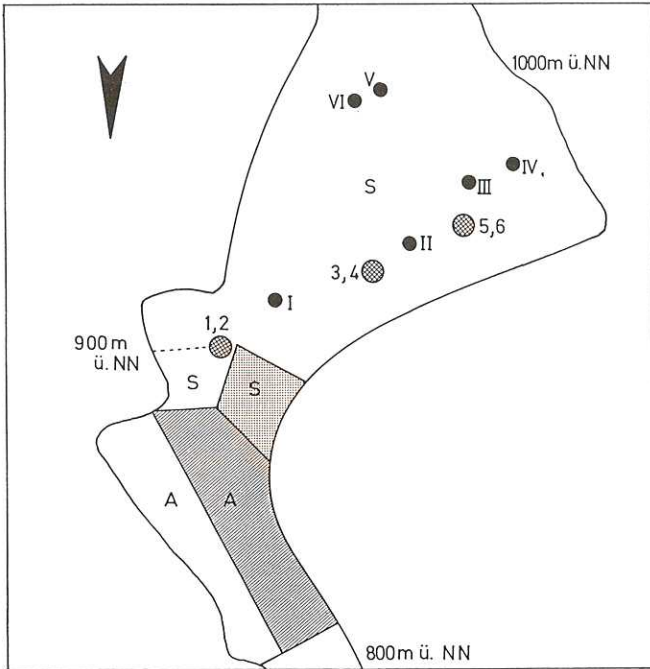 1000m ü.NN
V
VI
IV.
S
III
5,6
II
3,4
I
1,2
900m
ü.NN
S
S
A
A
800m ü. NN